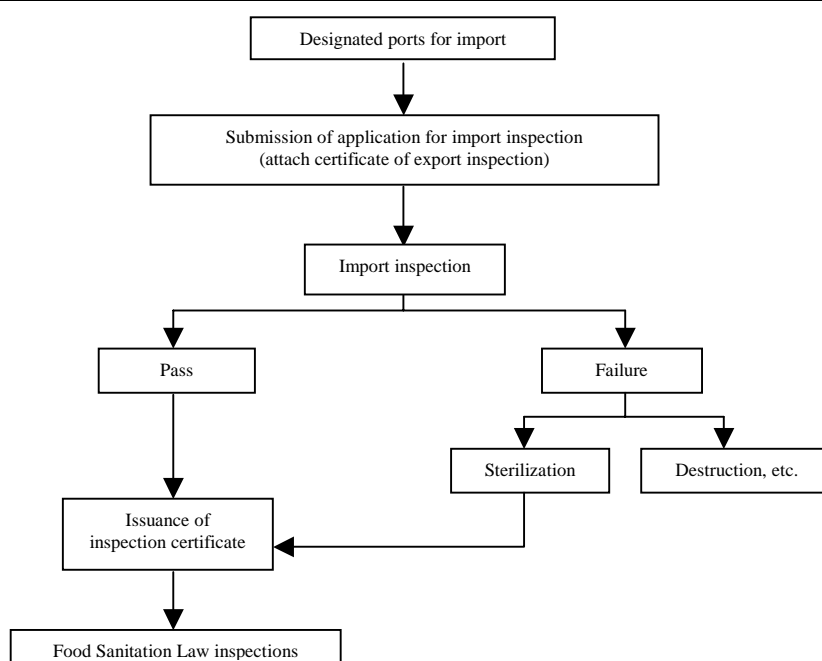 Designated ports for import
Submission of application for import inspection
(attach certificate of export inspection)
Import inspection
Pass
Failure
Sterilization
Destruction, etc.
Issuance of
inspection certificate
Food Sanitation Law inspections